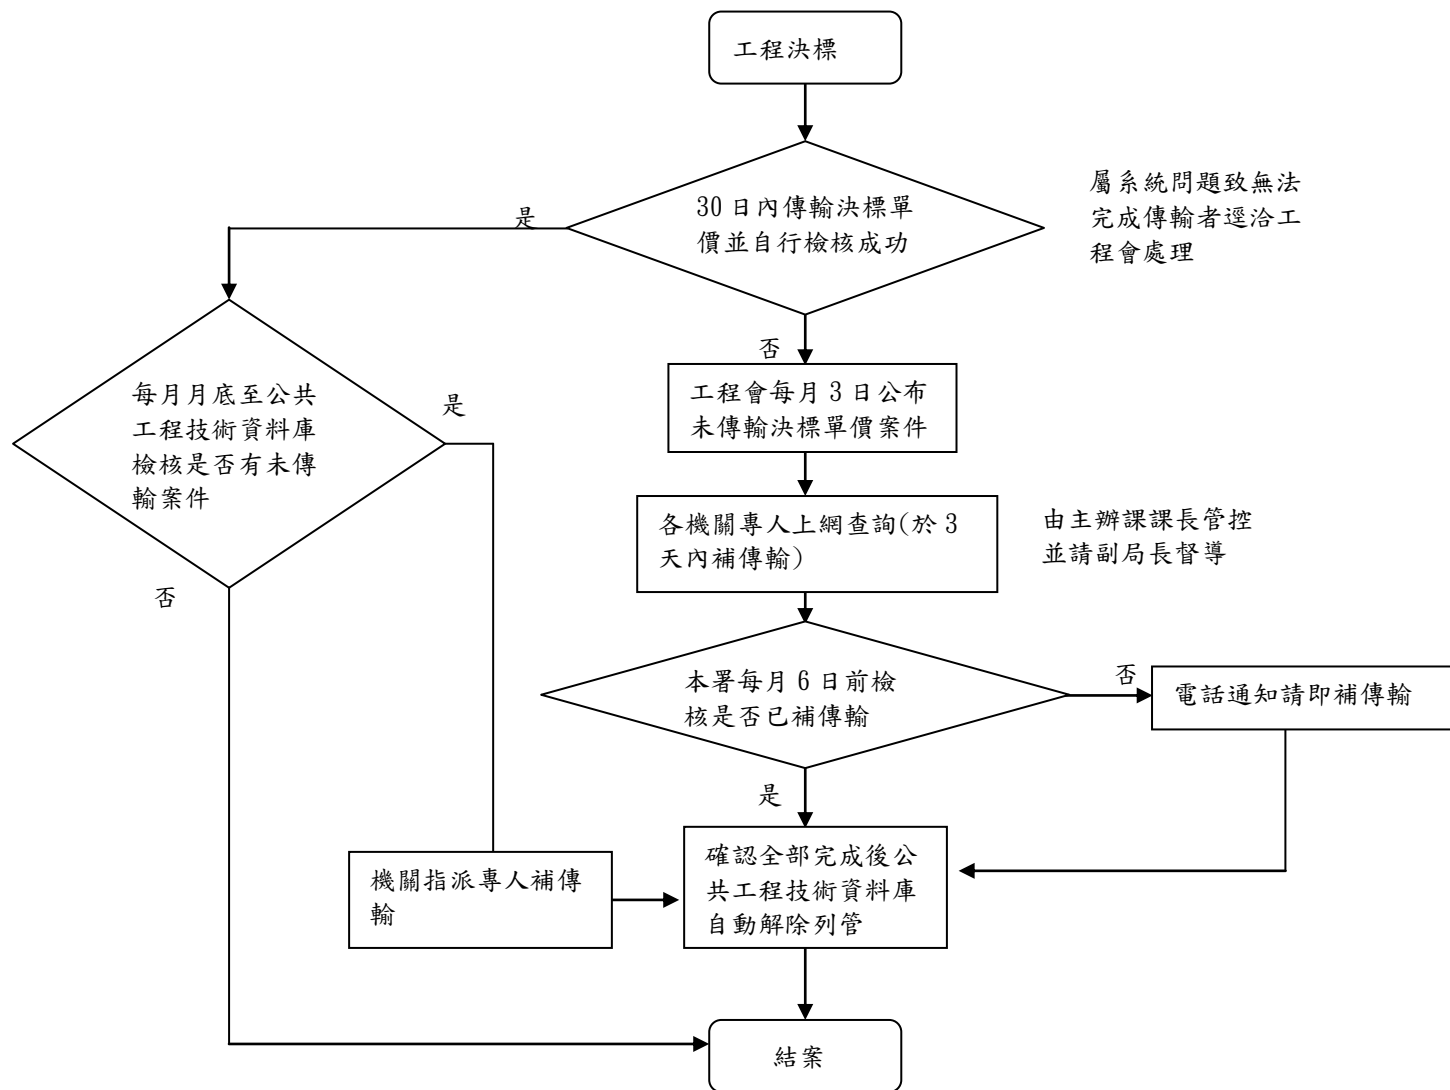 工程決標
30 日內傳輸決標單
價並自行檢核成功
屬系統問題致無法
完成傳輸者逕洽工
程會處理
是
否
工程會每月 3 日公布
未傳輸決標單價案件
每月月底至公共
工程技術資料庫
檢核是否有未傳
輸案件
是
否
各機關專人上網查詢(於 3
天內補傳輸)
由主辦課課長管控
並請副局長督導
本署每月 6 日前檢
核是否已補傳輸
否
電話通知請即補傳輸
是
機關指派專人補傳
輸
確認全部完成後公
共工程技術資料庫
自動解除列管
結案